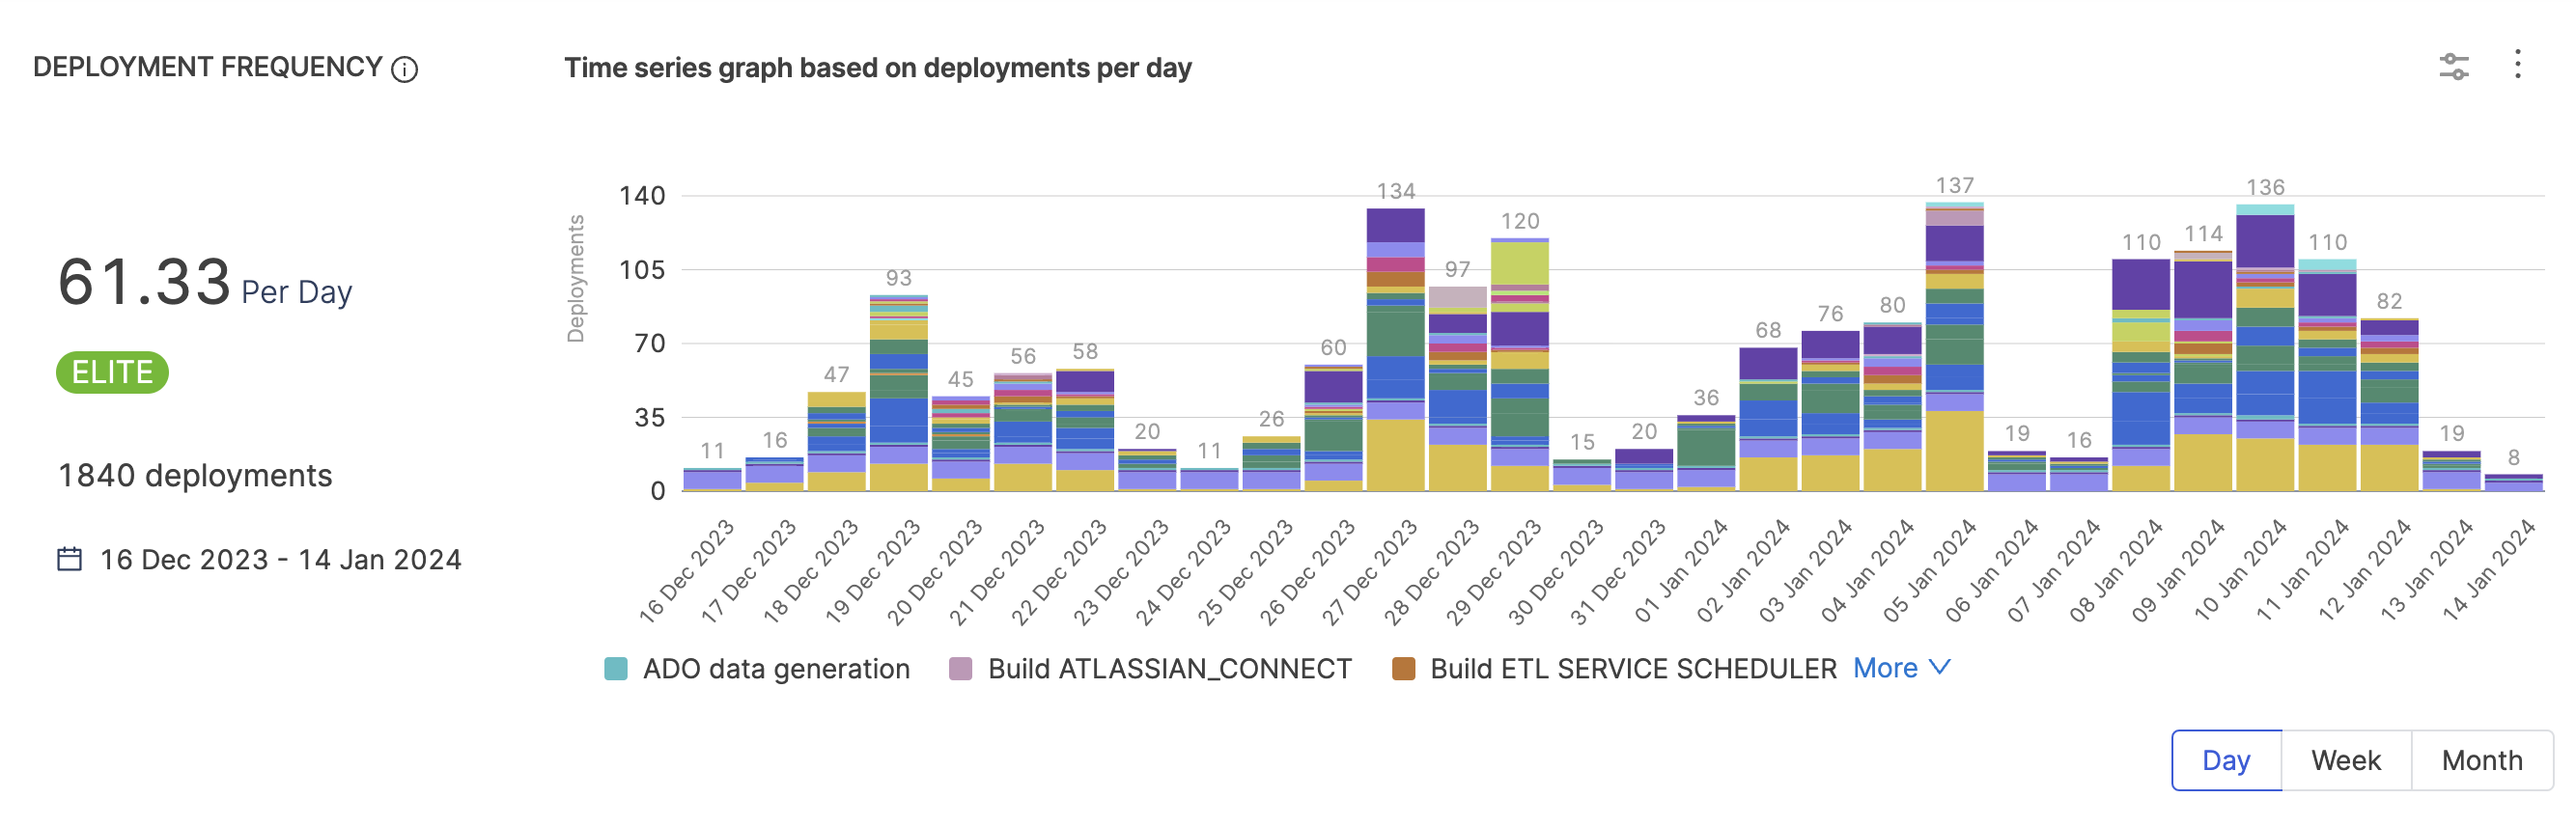 DEPLOYMENT FREQUENCY
Time series graph based on deployments per day
61.33 Per Day
ELITE
1840 deployments
16 Dec 2023 - 14 Jan 2024
Deployments
140
105
70
35
0
11
16
47
93
45
56
58
20
11
26
60
134
97
120
15
20
36
68
76
80
137
19
16
110
114
136
110
82
19
8
16 Dec 2023
17 Dec 2023
18 Dec 2023
19 Dec 2023
20 Dec 2023
21 Dec 2023
22 Dec 2023
23 Dec 2023
24 Dec 2023
25 Dec 2023
26 Dec 2023
27 Dec 2023
28 Dec 2023
29 Dec 2023
30 Dec 2023
31 Dec 2023
01 Jan 2024
02 Jan 2024
03 Jan 2024
04 Jan 2024
05 Jan 2024
06 Jan 2024
07 Jan 2024
08 Jan 2024
09 Jan 2024
10 Jan 2024
11 Jan 2024
12 Jan 2024
13 Jan 2024
14 Jan 2024
ADO data generation
Build ATLASSIAN_CONNECT
Build ETL SERVICE SCHEDULER
More
Day
Week
Month